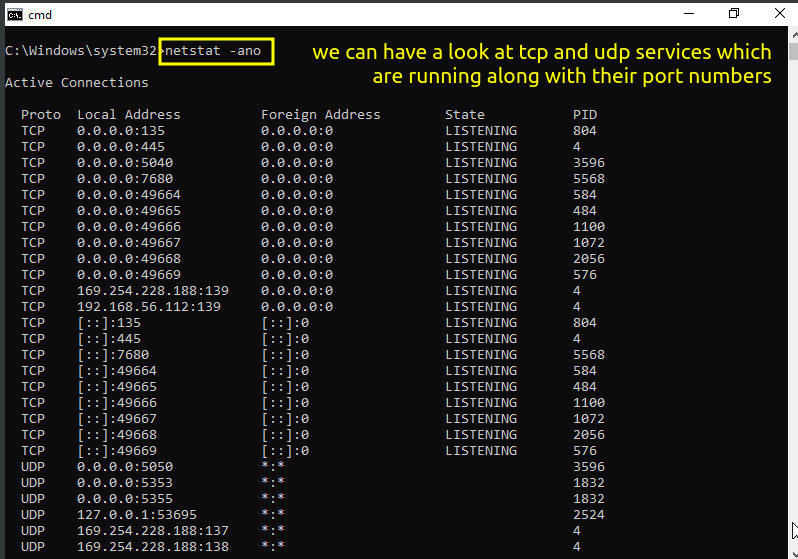 cmd
C:\Windows\system32>netstat -ano
we can have a look at tcp and udp services which
are running along with their port numbers
Active Connections
Proto Local Address Foreign Address State PID
TCP 0.0.0.0:135 0.0.0.0:0 LISTENING 804
TCP 0.0.0.0:445 0.0.0.0:0 LISTENING 4
TCP 0.0.0.0:5040 0.0.0.0:0 LISTENING 3596
TCP 0.0.0.0:7680 0.0.0.0:0 LISTENING 5568
TCP 0.0.0.0:49664 0.0.0.0:0 LISTENING 584
TCP 0.0.0.0:49665 0.0.0.0:0 LISTENING 484
TCP 0.0.0.0:49666 0.0.0.0:0 LISTENING 1100
TCP 0.0.0.0:49667 0.0.0.0:0 LISTENING 1072
TCP 0.0.0.0:49668 0.0.0.0:0 LISTENING 2056
TCP 0.0.0.0:49669 0.0.0.0:0 LISTENING 576
TCP 169.254.228.188:139 0.0.0.0:0 LISTENING 4
TCP 192.168.56.112:139 0.0.0.0:0 LISTENING 4
TCP [::]:135 [::]:0 LISTENING 804
TCP [::]:445 [::]:0 LISTENING 4
TCP [::]:7680 [::]:0 LISTENING 5568
TCP [::]:49664 [::]:0 LISTENING 584
TCP [::]:49665 [::]:0 LISTENING 484
TCP [::]:49666 [::]:0 LISTENING 1100
TCP [::]:49667 [::]:0 LISTENING 1072
TCP [::]:49668 [::]:0 LISTENING 2056
TCP [::]:49669 [::]:0 LISTENING 576
UDP 0.0.0.0:5050 *:* 3596
UDP 0.0.0.0:5353 *:* 1832
UDP 0.0.0.0:5355 *:* 1832
UDP 127.0.0.1:53695 *:* 2524
UDP 169.254.228.188:137 *:* 4
UDP 169.254.228.188:138 *:* 4